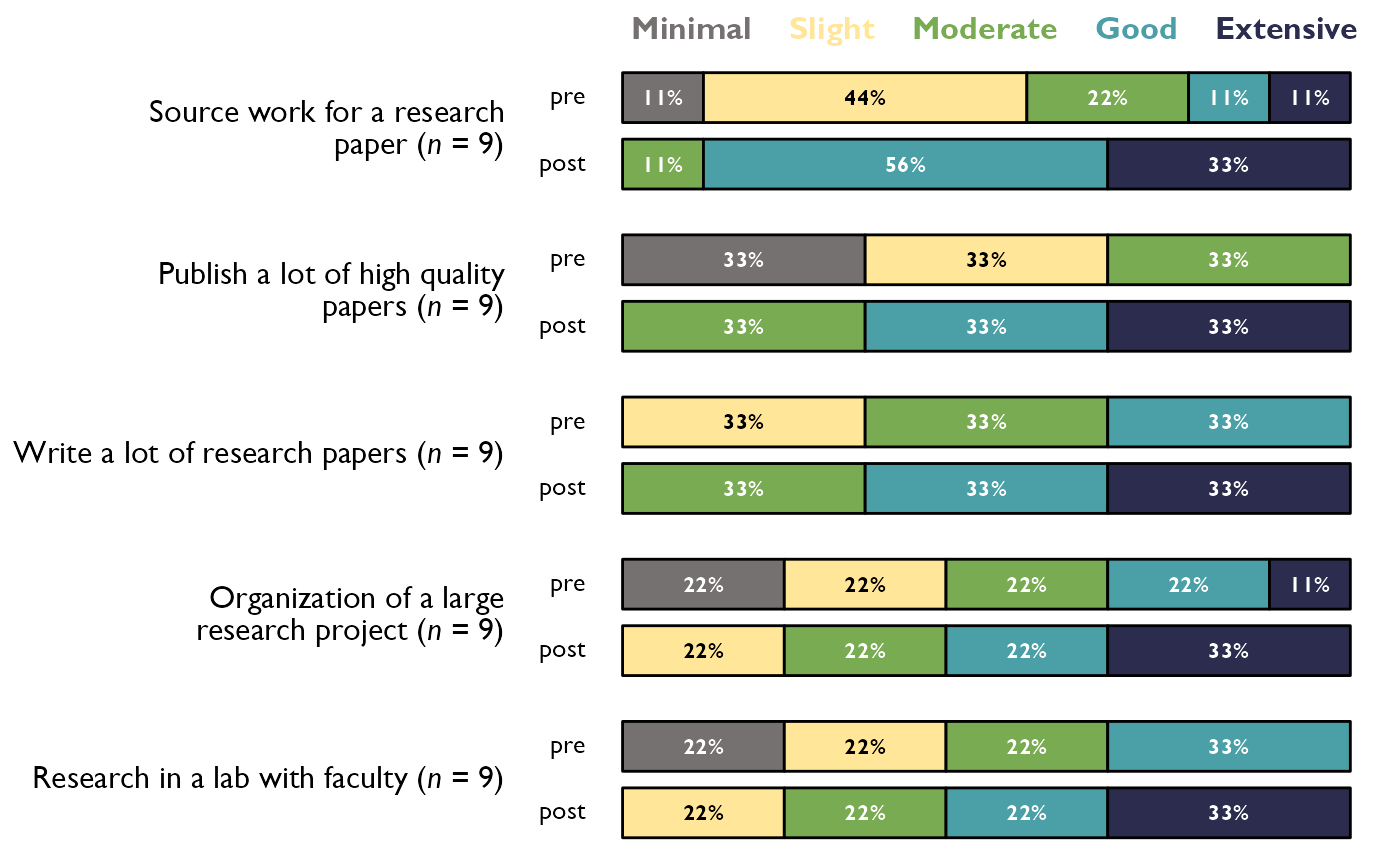 Minimal Slight Moderate Good Extensive
Source work for a research
paper (n = 9)
pre 11% 44% 22% 11% 11%
post 11% 56% 33%
Publish a lot of high quality
papers (n = 9)
pre 33% 33% 33%
post 33% 33% 33%
Write a lot of research papers (n = 9)
pre 33% 33% 33%
post 33% 33% 33%
Organization of a large
research project (n = 9)
pre 22% 22% 22% 22% 11%
post 22% 22% 22% 33%
Research in a lab with faculty (n = 9)
pre 22% 22% 22% 33%
post 22% 22% 22% 33%